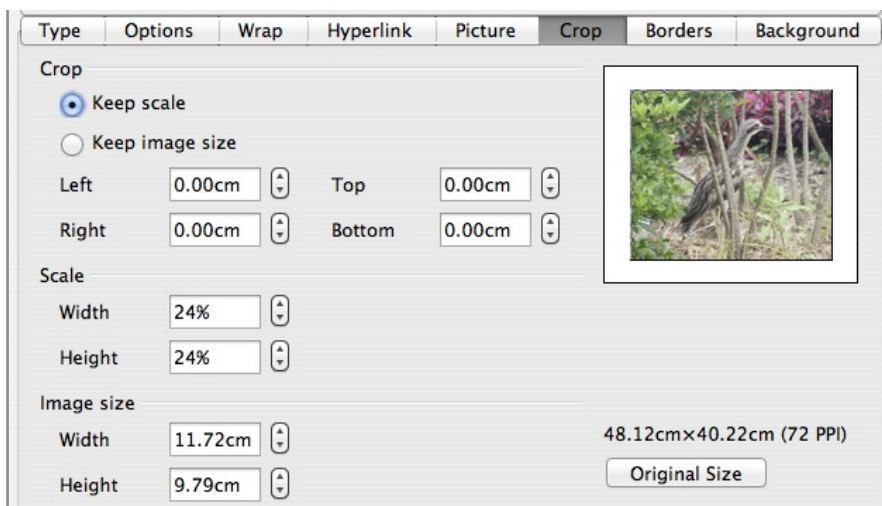 Type Options Wrap Hyperlink Picture Crop Borders Background
Crop
Keep scale
Keep image size
Left 0.00cm Top 0.00cm
Right 0.00cm Bottom 0.00cm
Scale
Width 24%
Height 24%
Image size
Width 11.72cm 48.12cm×40.22cm (72 PPI)
Height 9.79cm Original Size